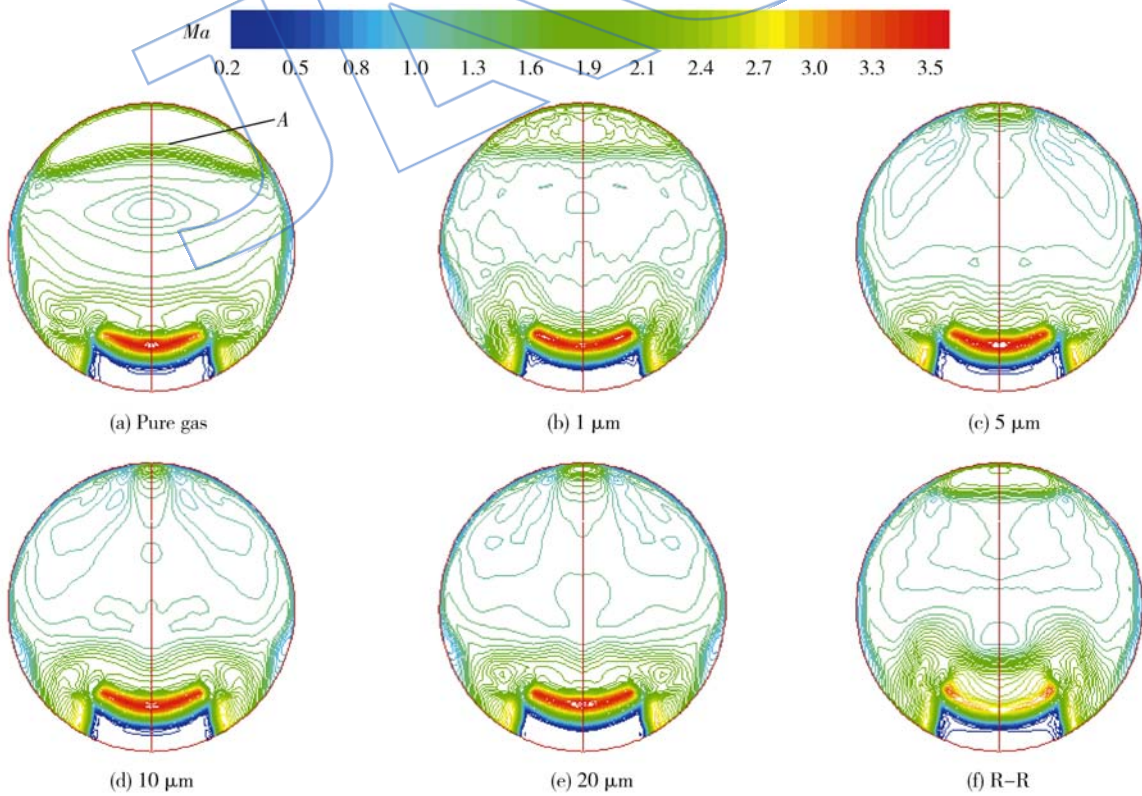 Ma
0.2 0.5 0.8 1.0 1.3 1.6 1.9 2.1 2.4 2.7 3.0 3.3 3.5
A
(a) Pure gas (b) 1 μm (c) 5 μm
(d) 10 μm (e) 20 μm (f) R-R